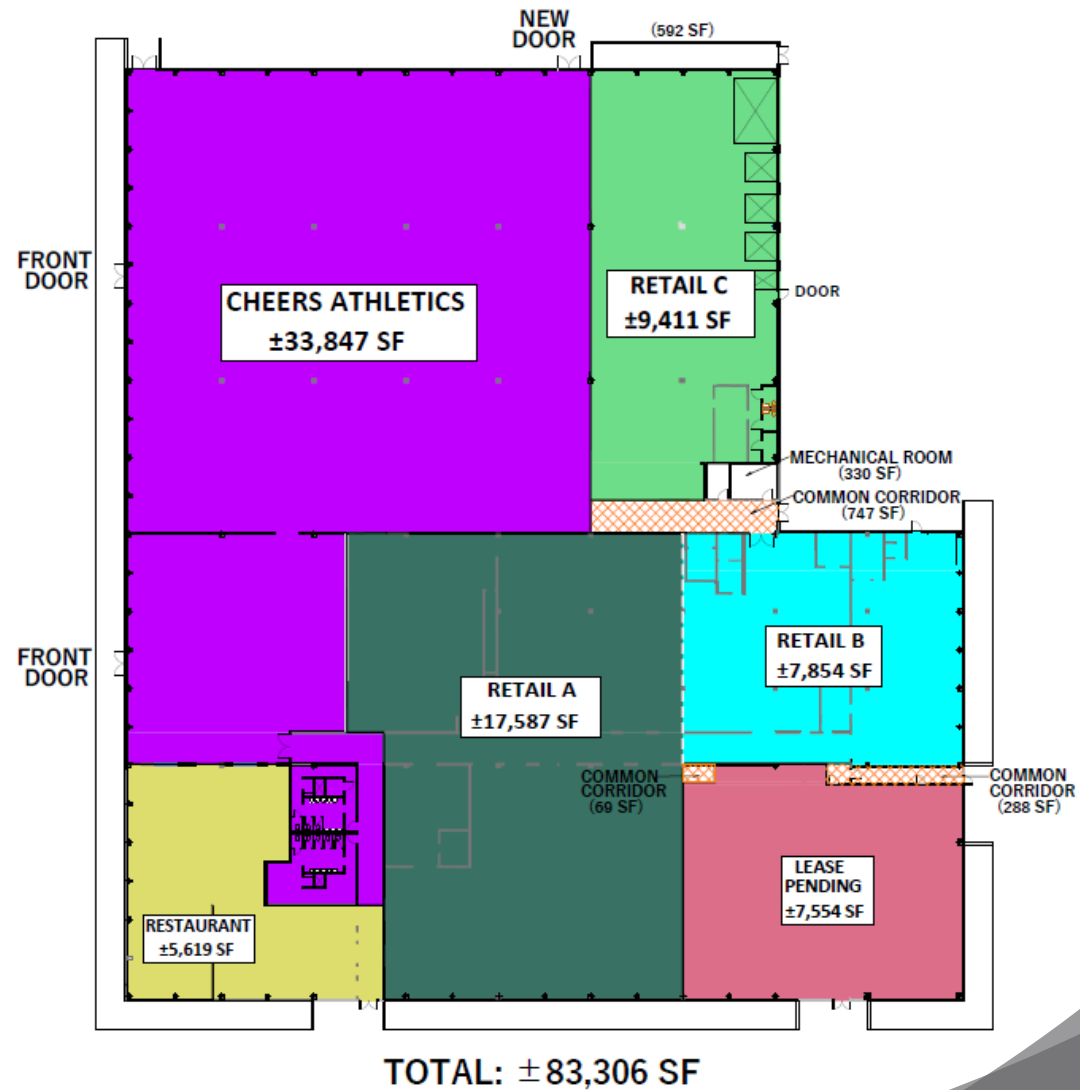 NEW
DOOR
(592 SF)
FRONT
DOOR
CHEERS ATHLETICS
±33,847 SF
RETAIL C
±9,411 SF
DOOR
MECHANICAL ROOM
(330 SF)
COMMON CORRIDOR
(747 SF)
FRONT
DOOR
RETAIL A
±17,587 SF
RETAIL B
±7,854 SF
COMMON
CORRIDOR
(69 SF)
COMMON
CORRIDOR
(288 SF)
LEASE
PENDING
±7,554 SF
RESTAURANT
±5,619 SF
TOTAL: ±83,306 SF